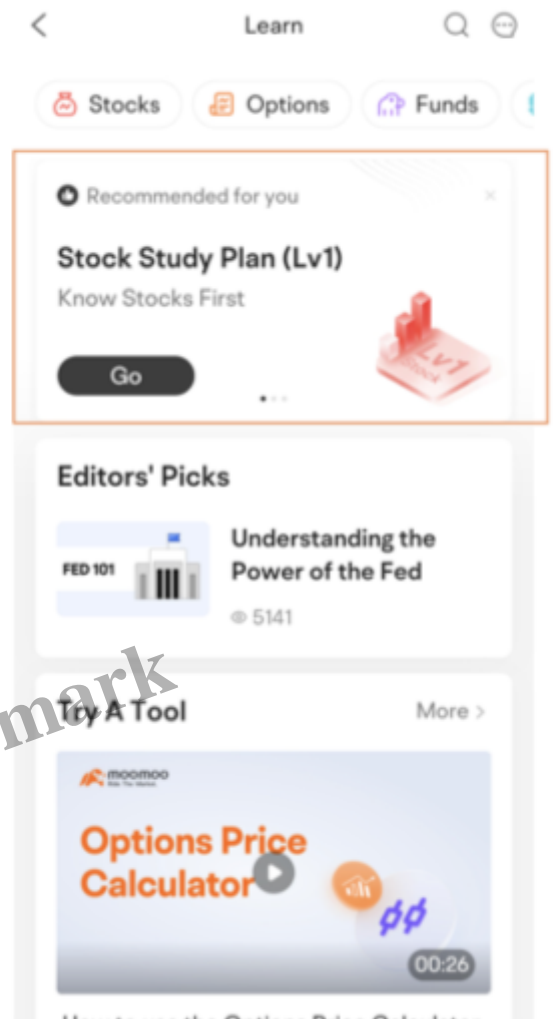 Learn
Stocks
Options
Funds
Recommended for you
Stock Study Plan (Lv1)
Know Stocks First
Go
Lv1
Stock
Editors' Picks
FED 101
Understanding the
Power of the Fed
5141
mark
Try A Tool
More >
moomoo
Options Price
Calculator
00:26